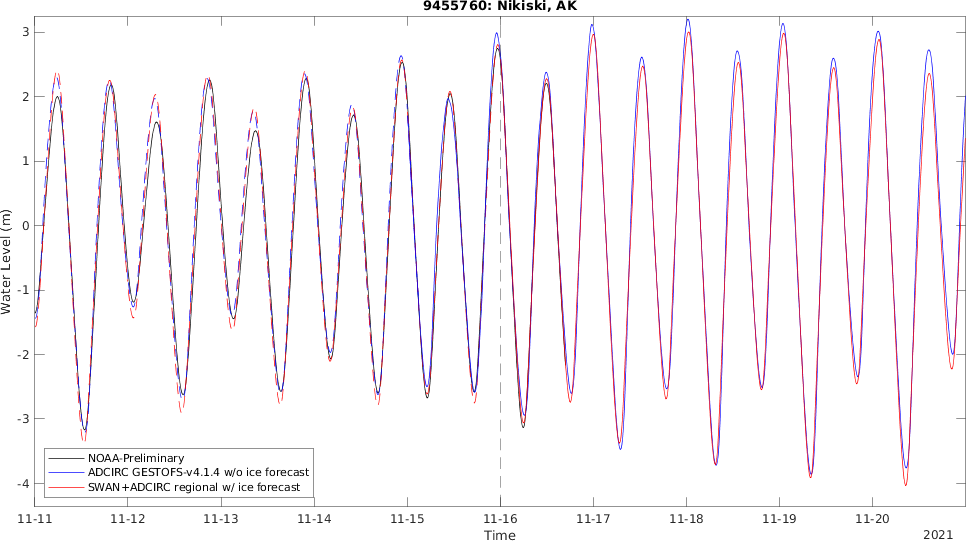 9455760: Nikiski, AK
3
2
1
0
-1
-2
-3
-4
Water Level (m)
NOAA-Preliminary
ADCIRC GESTOFS-v4.1.4 w/o ice forecast
SWAN+ADCIRC regional w/ ice forecast
11-11 11-12 11-13 11-14 11-15 11-16 11-17 11-18 11-19 11-20
Time
2021